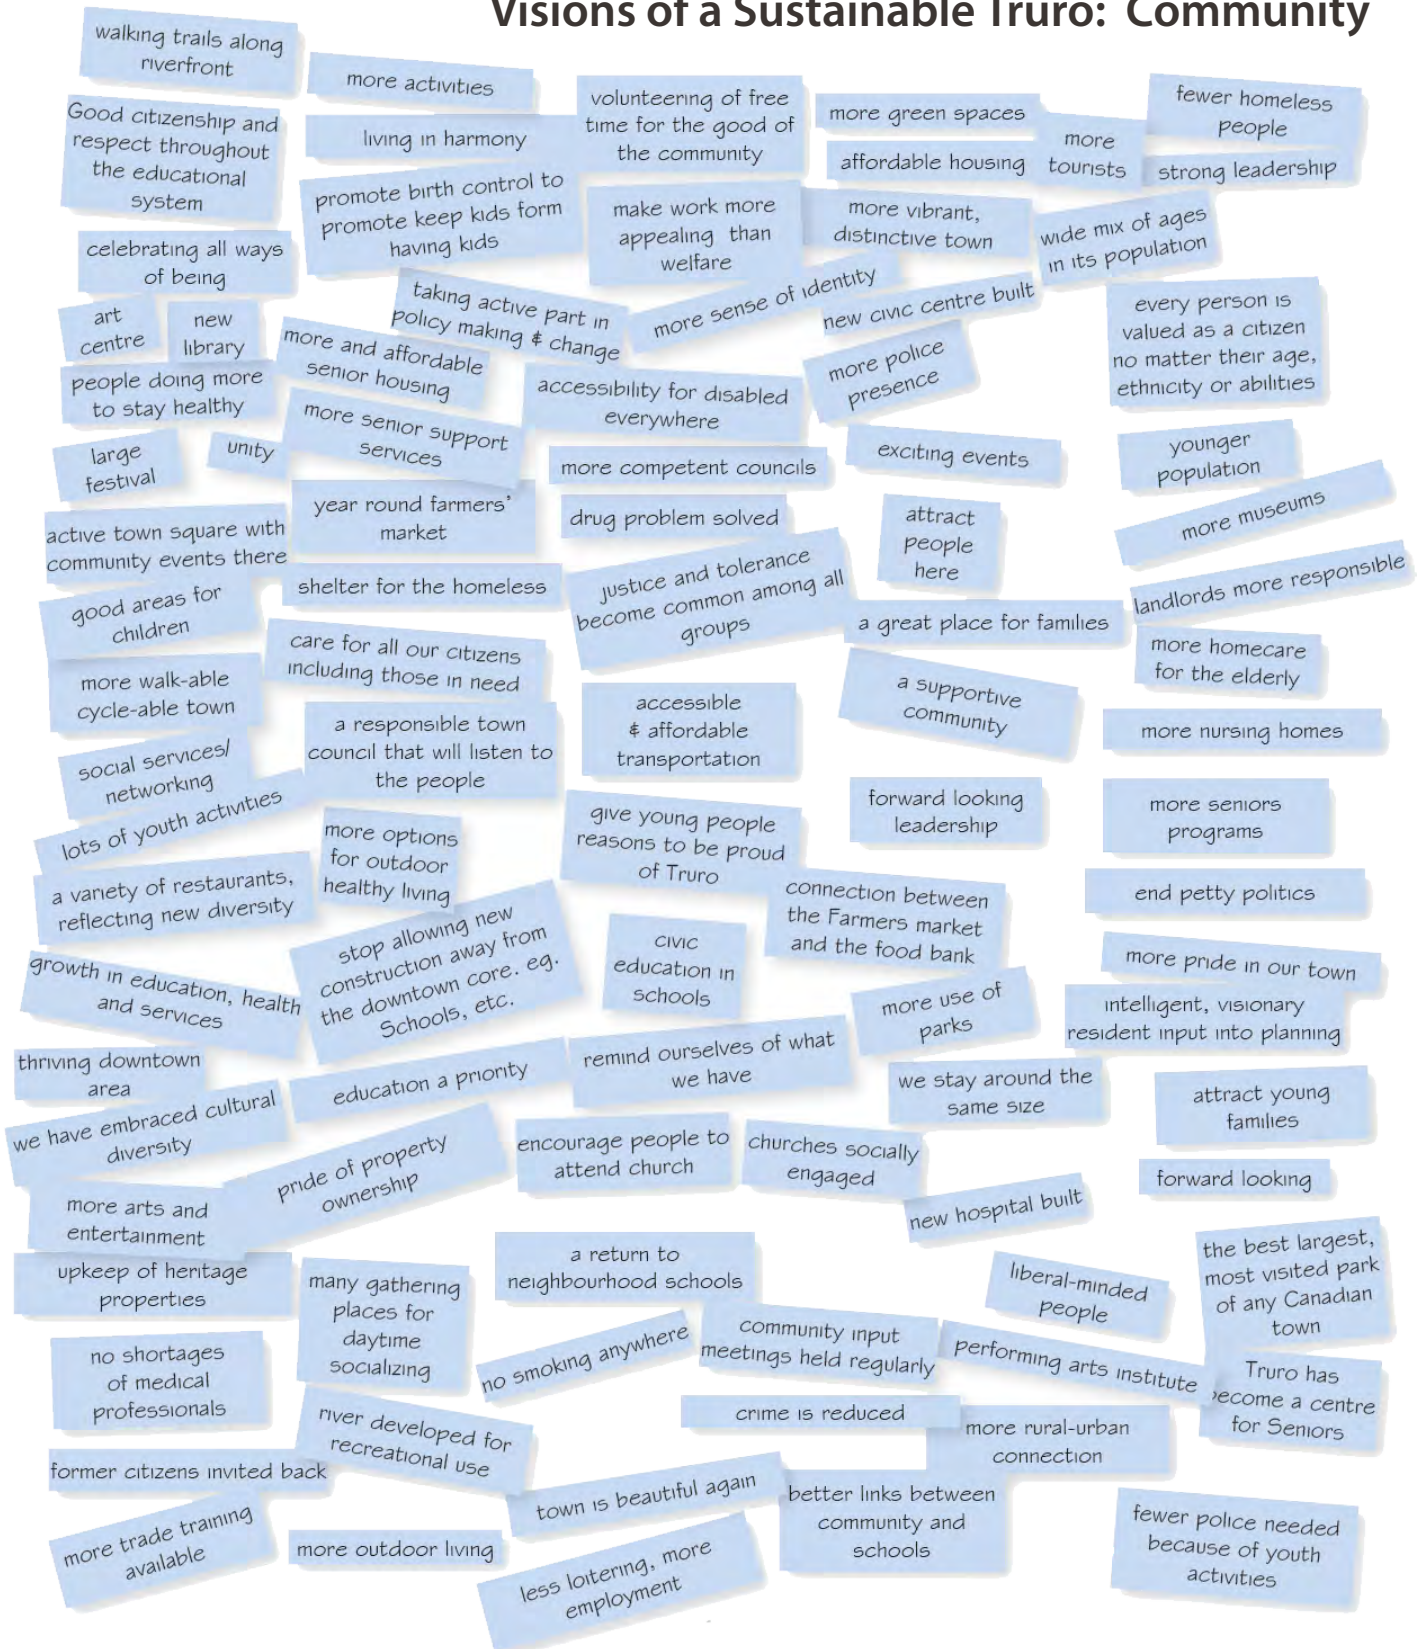 Visions of a Sustainable Truro: Community
walking trails along
riverfront
more activities
volunteering of free
time for the good of
the community
more green spaces
fewer homeless
people
Good citizenship and
respect throughout
the educational
system
living in harmony
affordable housing
more
tourists
strong leadership
promote birth control to
promote keep kids form
having kids
make work more
appealing than
welfare
more vibrant,
distinctive town
wide mix of ages
in its population
celebrating all ways
of being
taking active part in
policy making & change
more sense of identity
new civic centre built
every person is
valued as a citizen
no matter their age,
ethnicity or abilities
art
centre
new
library
more and affordable
senior housing
more police
presence
people doing more
to stay healthy
accessibility for disabled
everywhere
more senior support
services
large
festival
unity
more competent councils
exciting events
younger
population
year round farmers'
market
drug problem solved
attract
people
here
more museums
active town square with
community events there
shelter for the homeless
justice and tolerance
become common among all
groups
landlords more responsible
good areas for
children
a great place for families
care for all our citizens
including those in need
more homecare
for the elderly
more walk-able
cycle-able town
accessible
& affordable
transportation
a supportive
community
a responsible town
council that will listen to
the people
more nursing homes
social services/
networking
lots of youth activities
more options
for outdoor
healthy living
give young people
reasons to be proud
of Truro
forward looking
leadership
more seniors
programs
a variety of restaurants,
reflecting new diversity
connection between
the Farmers market
and the food bank
end petty politics
stop allowing new
construction away from
the downtown core. eg.
Schools, etc.
civic
education in
schools
more pride in our town
growth in education, health
and services
more use of
parks
intelligent, visionary
resident input into planning
thriving downtown
area
education a priority
remind ourselves of what
we have
we stay around the
same size
attract young
families
we have embraced cultural
diversity
pride of property
ownership
encourage people to
attend church
churches socially
engaged
forward looking
more arts and
entertainment
new hospital built
upkeep of heritage
properties
many gathering
places for
daytime
socializing
a return to
neighbourhood schools
liberal-minded
people
the best largest,
most visited park
of any Canadian
town
no shortages
of medical
professionals
no smoking anywhere
community input
meetings held regularly
performing arts institute
Truro has
become a centre
for Seniors
river developed for
recreational use
crime is reduced
more rural-urban
connection
former citizens invited back
town is beautiful again
better links between
community and
schools
fewer police needed
because of youth
activities
more trade training
available
more outdoor living
less loitering, more
employment